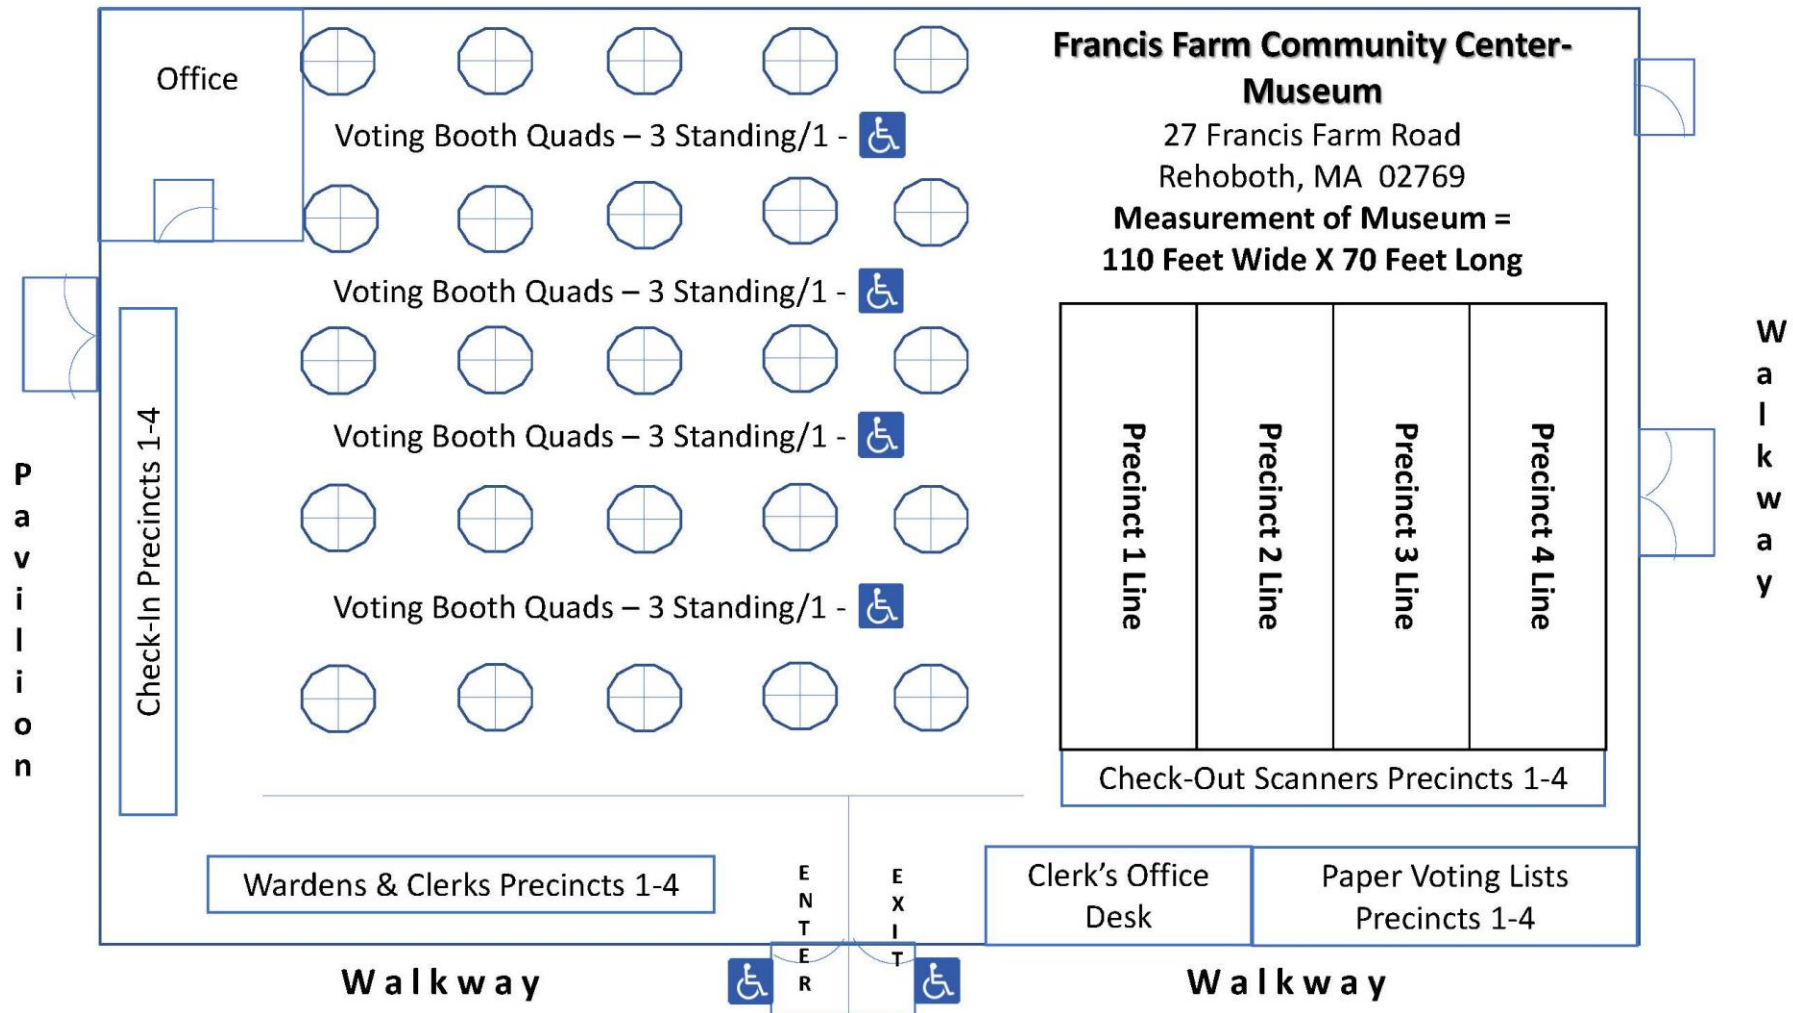 Office
Francis Farm Community Center-
Museum
27 Francis Farm Road
Rehoboth, MA  02769
Measurement of Museum =
110 Feet Wide X 70 Feet Long
Voting Booth Quads – 3 Standing/1 -
Voting Booth Quads – 3 Standing/1 -
Voting Booth Quads – 3 Standing/1 -
Voting Booth Quads – 3 Standing/1 -
Pavilion
Check-In Precincts 1-4
Precinct 1 Line
Precinct 2 Line
Precinct 3 Line
Precinct 4 Line
Walkway
Check-Out Scanners Precincts 1-4
Wardens & Clerks Precincts 1-4
ENTER
EXIT
Clerk's Office
Desk
Paper Voting Lists
Precincts 1-4
Walkway
Walkway